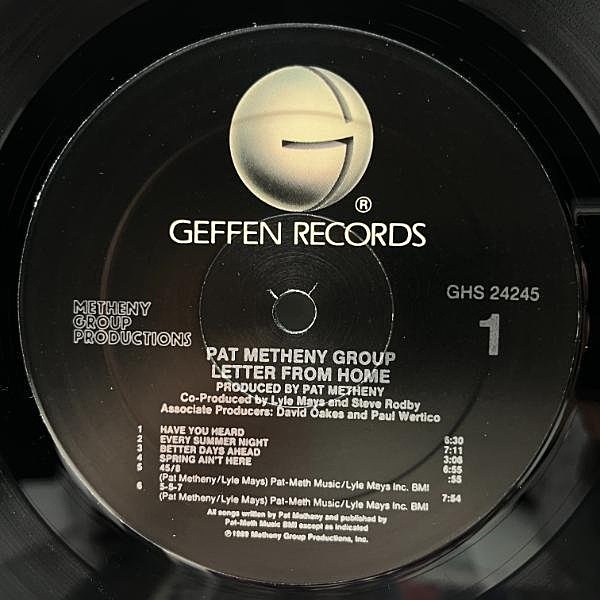 G
®
GEFFEN RECORDS
GHS 24245
METHENY
GROUP
PRODUCTIONS
1
PAT METHENY GROUP
LETTER FROM HOME
PRODUCED BY PAT METHENY
Co-Produced by Lyle Mays and Steve Rodby
Associate Producers: David Oakes and Paul Wertico
1 HAVE YOU HEARD 6:30
2 EVERY SUMMER NIGHT 7:11
3 BETTER DAYS AHEAD 3:08
4 SPRING AIN'T HERE 6:55
5 45/8 :55
(Pat Metheny/Lyle Mays) Pat-Meth Music/Lyle Mays Inc. BMI
6 5-5-7 7:54
(Pat Metheny/Lyle Mays) Pat-Meth Music/Lyle Mays Inc. BMI
All songs written by Pat Metheny and published by
Pat-Meth Music BMI except as indicated
℗1989 Metheny Group Productions, Inc.